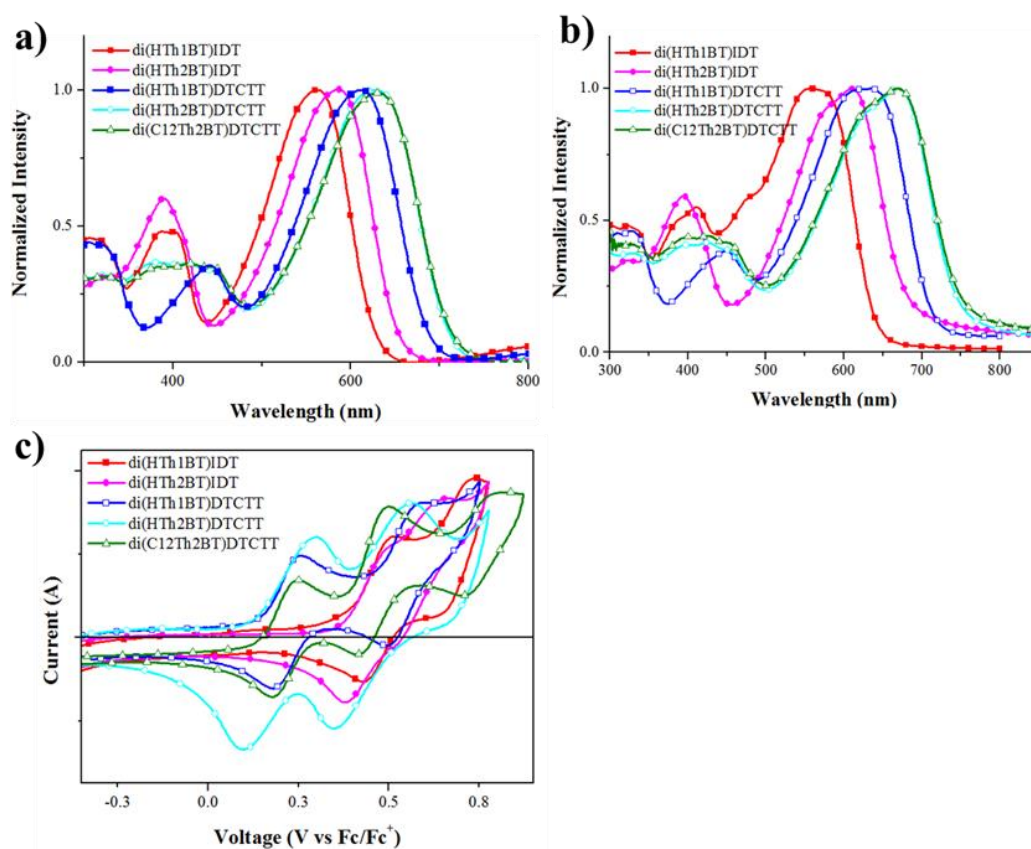 a)
di(HTh1BT)IDT
di(HTh2BT)IDT
di(HTh1BT)DTCTT
di(HTh2BT)DTCTT
di(C12Th2BT)DTCTT
Normalized Intensity
1.0
0.5
0.0
400
600
800
Wavelength (nm)
b)
di(HTh1BT)IDT
di(HTh2BT)IDT
di(HTh1BT)DTCTT
di(HTh2BT)DTCTT
di(C12Th2BT)DTCTT
Normalized Intensity
1.0
0.5
0.0
300
400
500
600
700
800
Wavelength (nm)
c)
di(HTh1BT)IDT
di(HTh2BT)IDT
di(HTh1BT)DTCTT
di(HTh2BT)DTCTT
di(C12Th2BT)DTCTT
Current (A)
-0.3
0.0
0.3
0.5
0.8
Voltage (V vs Fc/Fc⁺)